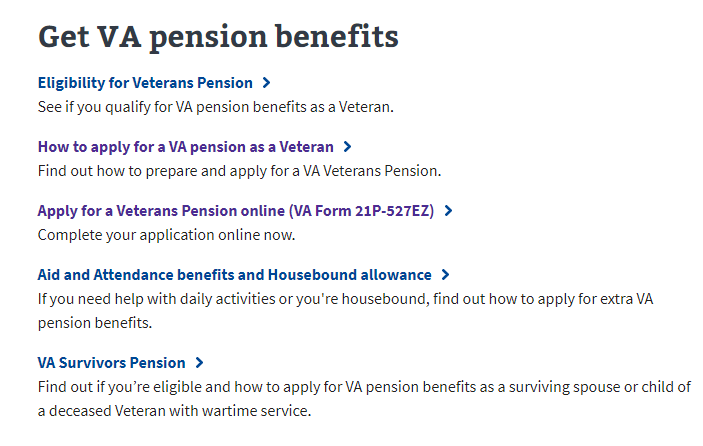 Get VA pension benefits
Eligibility for Veterans Pension
See if you qualify for VA pension benefits as a Veteran.
How to apply for a VA pension as a Veteran
Find out how to prepare and apply for a VA Veterans Pension.
Apply for a Veterans Pension online (VA Form 21P-527EZ)
Complete your application online now.
Aid and Attendance benefits and Housebound allowance
If you need help with daily activities or you're housebound, find out how to apply for extra VA
pension benefits.
VA Survivors Pension
Find out if you’re eligible and how to apply for VA pension benefits as a surviving spouse or child of
a deceased Veteran with wartime service.